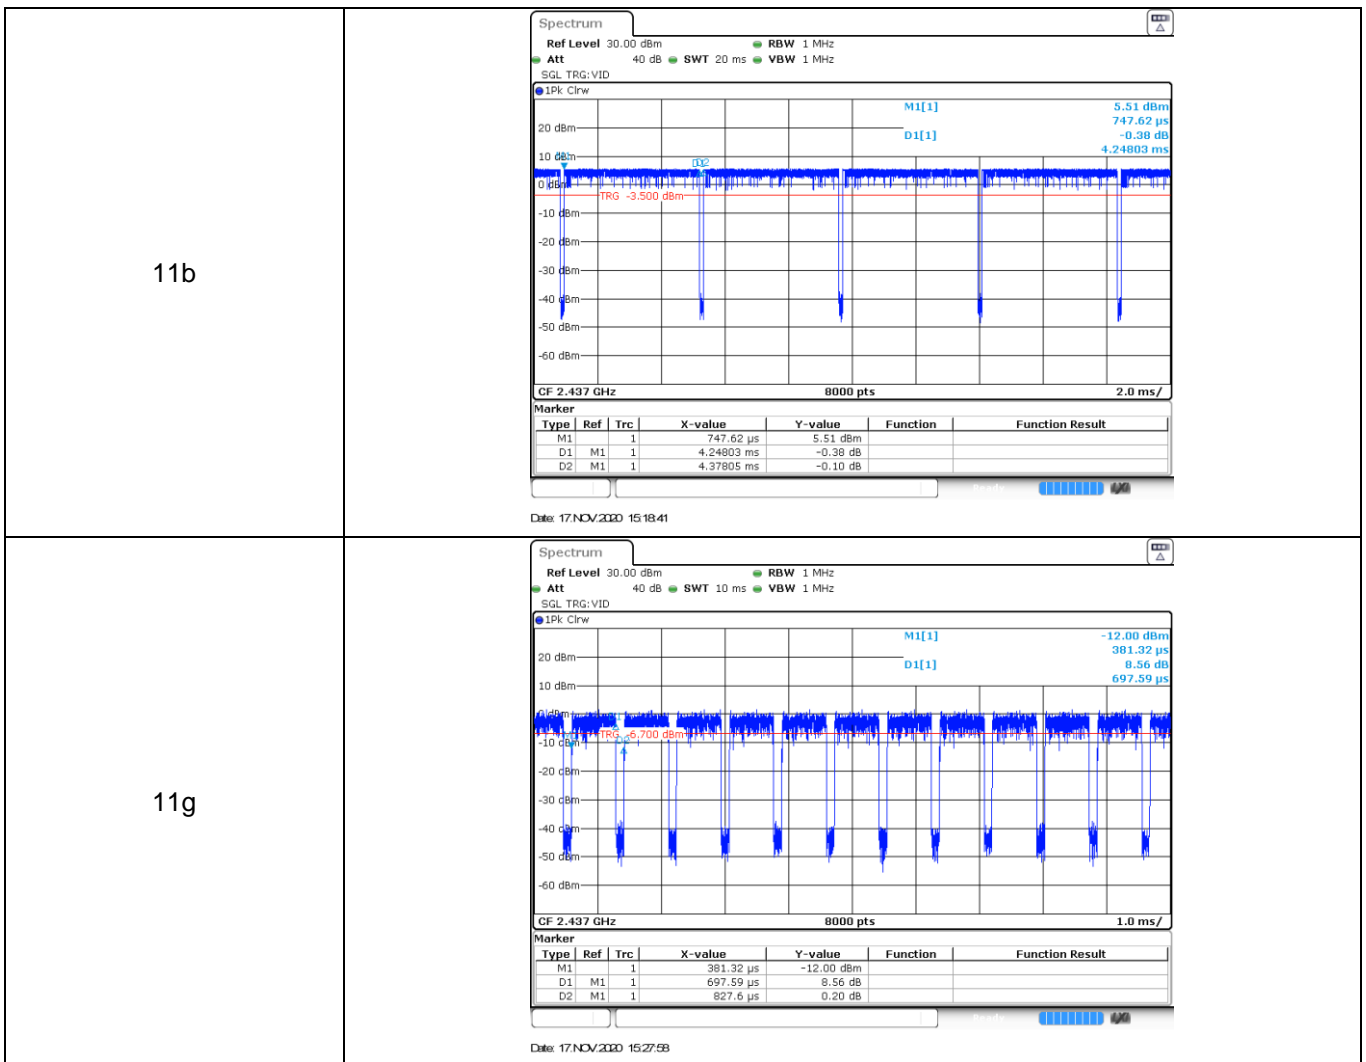 11b
Spectrum
Ref Level 30.00 dBm RBW 1 MHz
Att 40 dB SWT 20 ms VBW 1 MHz
SGL TRG:VID
1Pk Clrw
M1[1] 5.51 dBm
747.62 µs
20 dBm
D1[1] -0.38 dB
4.24803 ms
10 dBm
D2
0 dBm
TRG -3.500 dBm
-10 dBm
-20 dBm
-30 dBm
-40 dBm
-50 dBm
-60 dBm
CF 2.437 GHz 8000 pts 2.0 ms/
Marker
Type Ref Trc X-value Y-value Function Function Result
M1 1 747.62 µs 5.51 dBm
D1 M1 1 4.24803 ms -0.38 dB
D2 M1 1 4.37805 ms -0.10 dB
Date: 17.NOV.2020 15:18:41
11g
Spectrum
Ref Level 30.00 dBm RBW 1 MHz
Att 40 dB SWT 10 ms VBW 1 MHz
SGL TRG:VID
1Pk Clrw
M1[1] -12.00 dBm
381.32 µs
20 dBm
D1[1] 8.56 dB
697.59 µs
10 dBm
0 dBm
TRG -6.700 dBm
-10 dBm
-20 dBm
-30 dBm
-40 dBm
-50 dBm
-60 dBm
CF 2.437 GHz 8000 pts 1.0 ms/
Marker
Type Ref Trc X-value Y-value Function Function Result
M1 1 381.32 µs -12.00 dBm
D1 M1 1 697.59 µs 8.56 dB
D2 M1 1 827.6 µs 0.20 dB
Date: 17.NOV.2020 15:27:58